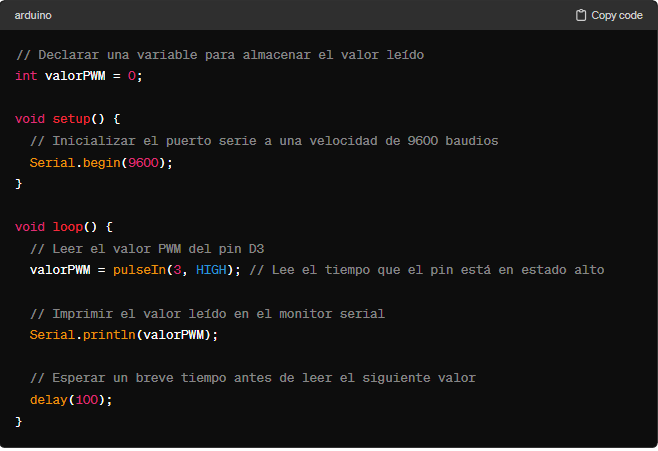 arduino
Copy code
// Declarar una variable para almacenar el valor leído
int valorPWM = 0;
void setup() {
// Inicializar el puerto serie a una velocidad de 9600 baudios
Serial.begin(9600);
}
void loop() {
// Leer el valor PWM del pin D3
valorPWM = pulseIn(3, HIGH); // Lee el tiempo que el pin está en estado alto
// Imprimir el valor leído en el monitor serial
Serial.println(valorPWM);
// Esperar un breve tiempo antes de leer el siguiente valor
delay(100);
}